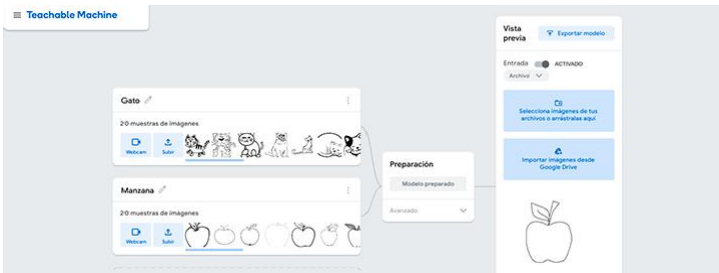 Teachable Machine
Gato
20 muestras de imágenes
Webcam
Subir
Manzana
20 muestras de imágenes
Webcam
Subir
Preparación
Modelo preparado
Avanzado
Vista
previa
Exportar modelo
Entrada
ACTIVADO
Archivo
Selecciona imágenes de tus
archivos o arrástralas aquí
Importar imágenes desde
Google Drive